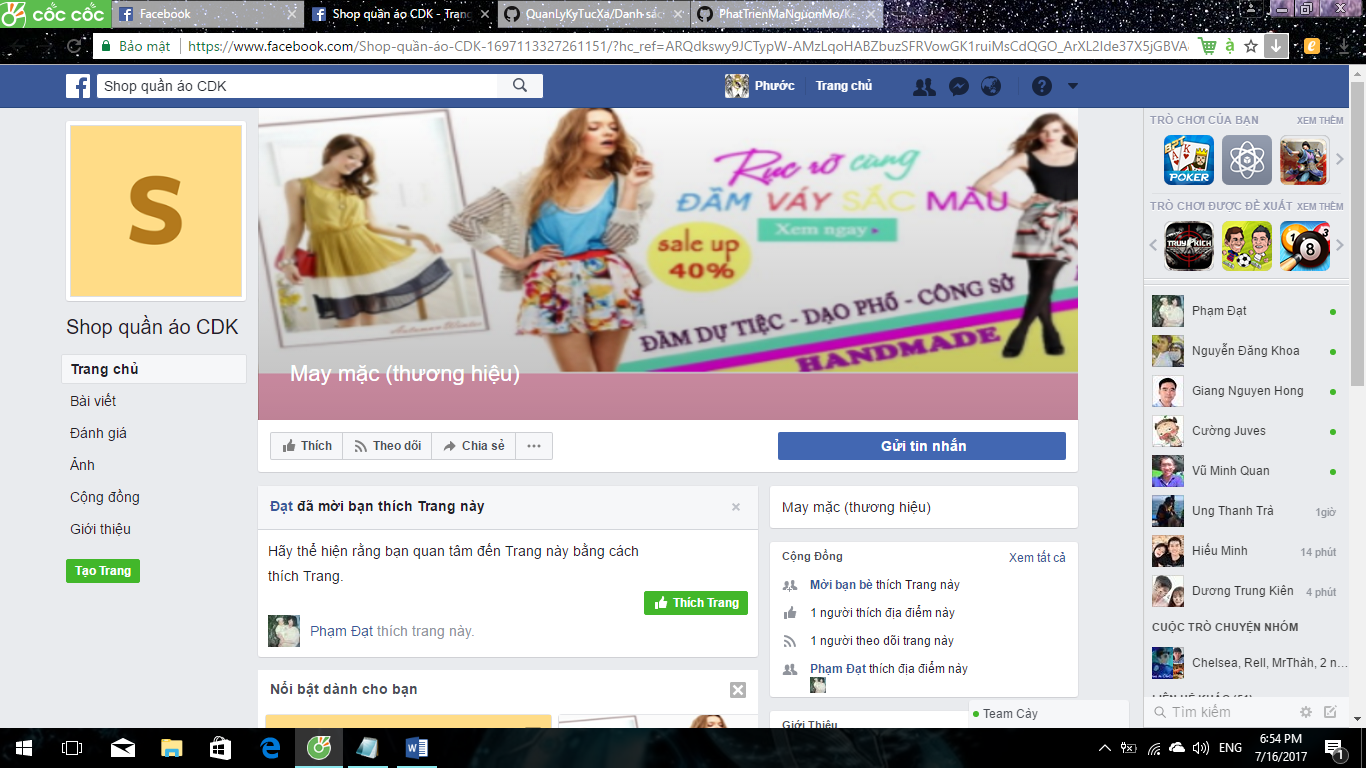 cốc cốc
Facebook
Shop quần áo CDK - Tran
QuanLyKyTucXa/Danh sác
PhatTrienMaNguonMo/Ke
Bảo mật
https://www.facebook.com/Shop-quần-áo-CDK-1697113327261151/?hc_ref=ARQdkswy9JCTypW-AMzLqoHABZbuzSFRVowGK1ruiMsCdQGO_ArXL2Ide37X5jGBVA
Shop quần áo CDK
Phước
Trang chủ
S
Shop quần áo CDK
Trang chủ
Bài viết
Đánh giá
Ảnh
Cộng đồng
Giới thiệu
Tạo Trang
Rực rỡ cùng
ĐẦM VÁY SẮC MÀU
Xem ngay
sale up
40%
ĐẦM DỰ TIỆC - DẠO PHỐ - CÔNG SỞ
HANDMADE
May mặc (thương hiệu)
Thích
Theo dõi
Chia sẻ
Gửi tin nhắn
Đạt đã mời bạn thích Trang này
Hãy thể hiện rằng bạn quan tâm đến Trang này bằng cách
thích Trang.
Thích Trang
Phạm Đạt thích trang này.
Nổi bật dành cho bạn
May mặc (thương hiệu)
Cộng Đồng
Xem tất cả
Mời bạn bè thích Trang này
1 người thích địa điểm này
1 người theo dõi trang này
Phạm Đạt thích địa điểm này
Giới Thiệu
Team Cây
TRÒ CHƠI CỦA BẠN
XEM THÊM
POKER
TRÒ CHƠI ĐƯỢC ĐỀ XUẤT
XEM THÊM
TRUY KÍCH
8
Phạm Đạt
Nguyễn Đăng Khoa
Giang Nguyen Hong
Cường Juves
Vũ Minh Quan
Ung Thanh Trà
1giờ
Hiếu Minh
14 phút
Dương Trung Kiên
4 phút
CUỘC TRÒ CHUYỆN NHÓM
Chelsea, Rell, MrThảh, 2 n...
LIÊN HỆ KHÁC (51)
Tìm kiếm
ENG
6:54 PM
7/16/2017
1